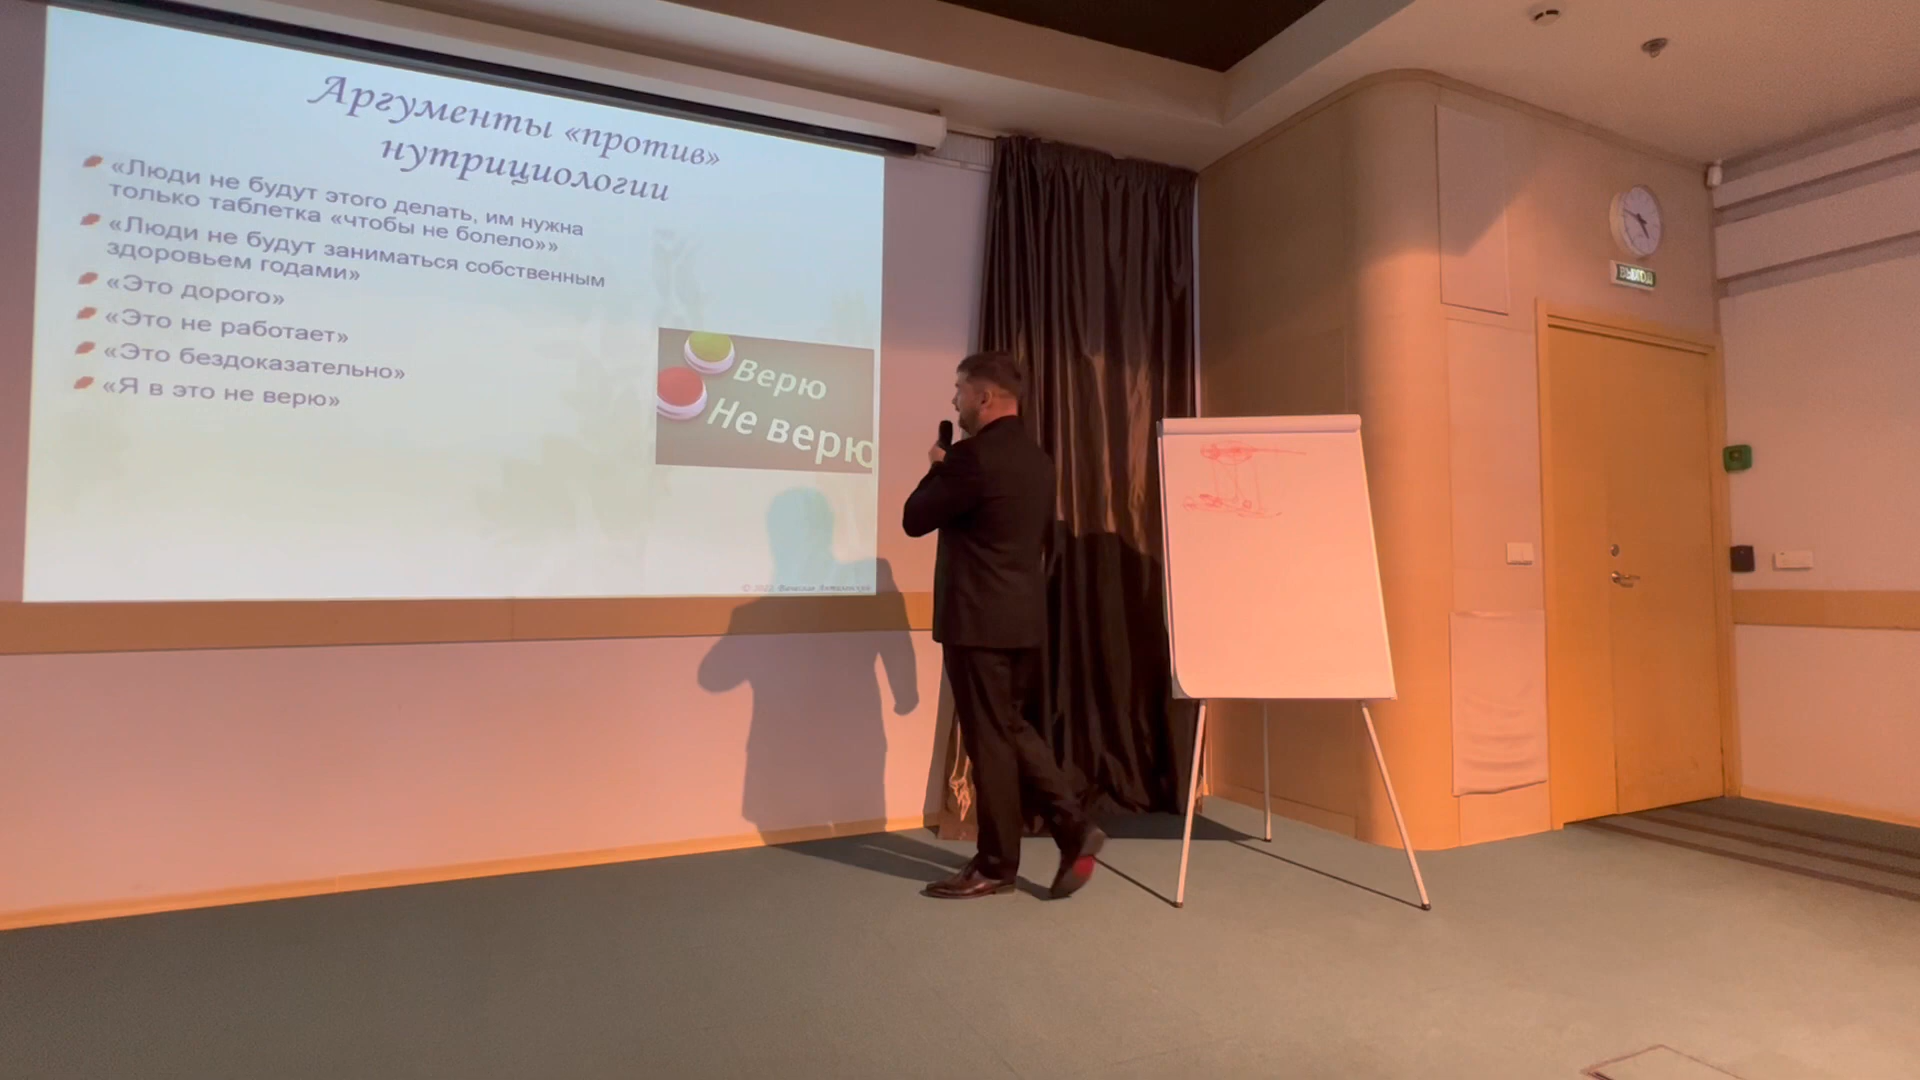 Аргументы «против»
нутрициологии
«Люди не будут этого делать, им нужна
только таблетка «чтобы не болело»»
«Люди не будут заниматься собственным
здоровьем годами»
«Это дорого»
«Это не работает»
«Это бездоказательно»
«Я в это не верю»
Верю
Не верю
ВЫХОД